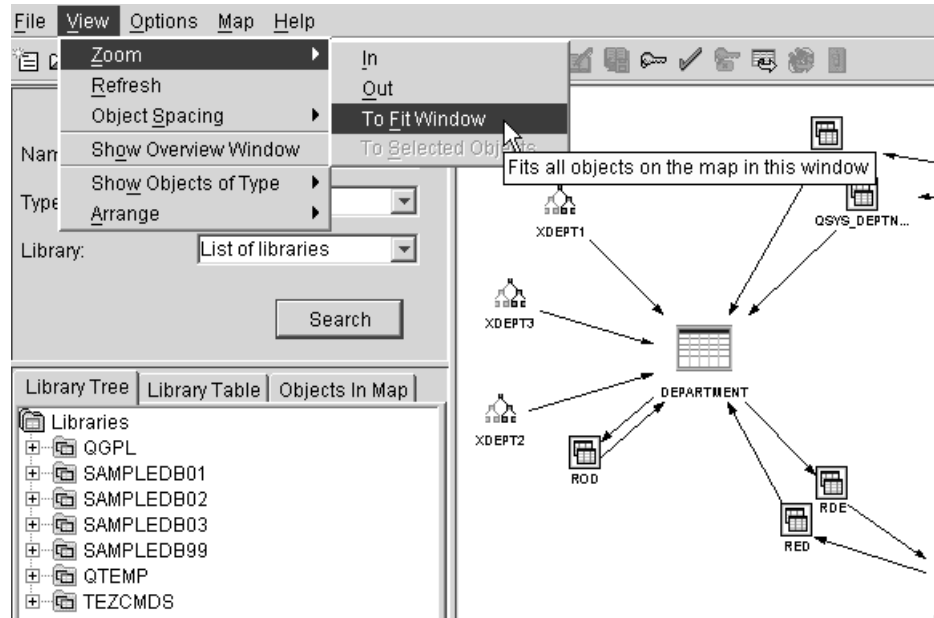 File View Options Map Help
Zoom
Refresh
Object Spacing
Show Overview Window
Show Objects of Type
Arrange
In
Out
To Fit Window
To Selected Objects
Fits all objects on the map in this window
Nam
Type
Library:
List of libraries
Search
Library Tree
Library Table
Objects In Map
Libraries
QGPL
SAMPLEDB01
SAMPLEDB02
SAMPLEDB03
SAMPLEDB99
QTEMP
TEZCMDS
QSYS_DEPTN...
XDEPT1
XDEPT3
DEPARTMENT
XDEPT2
ROD
RDE
RED